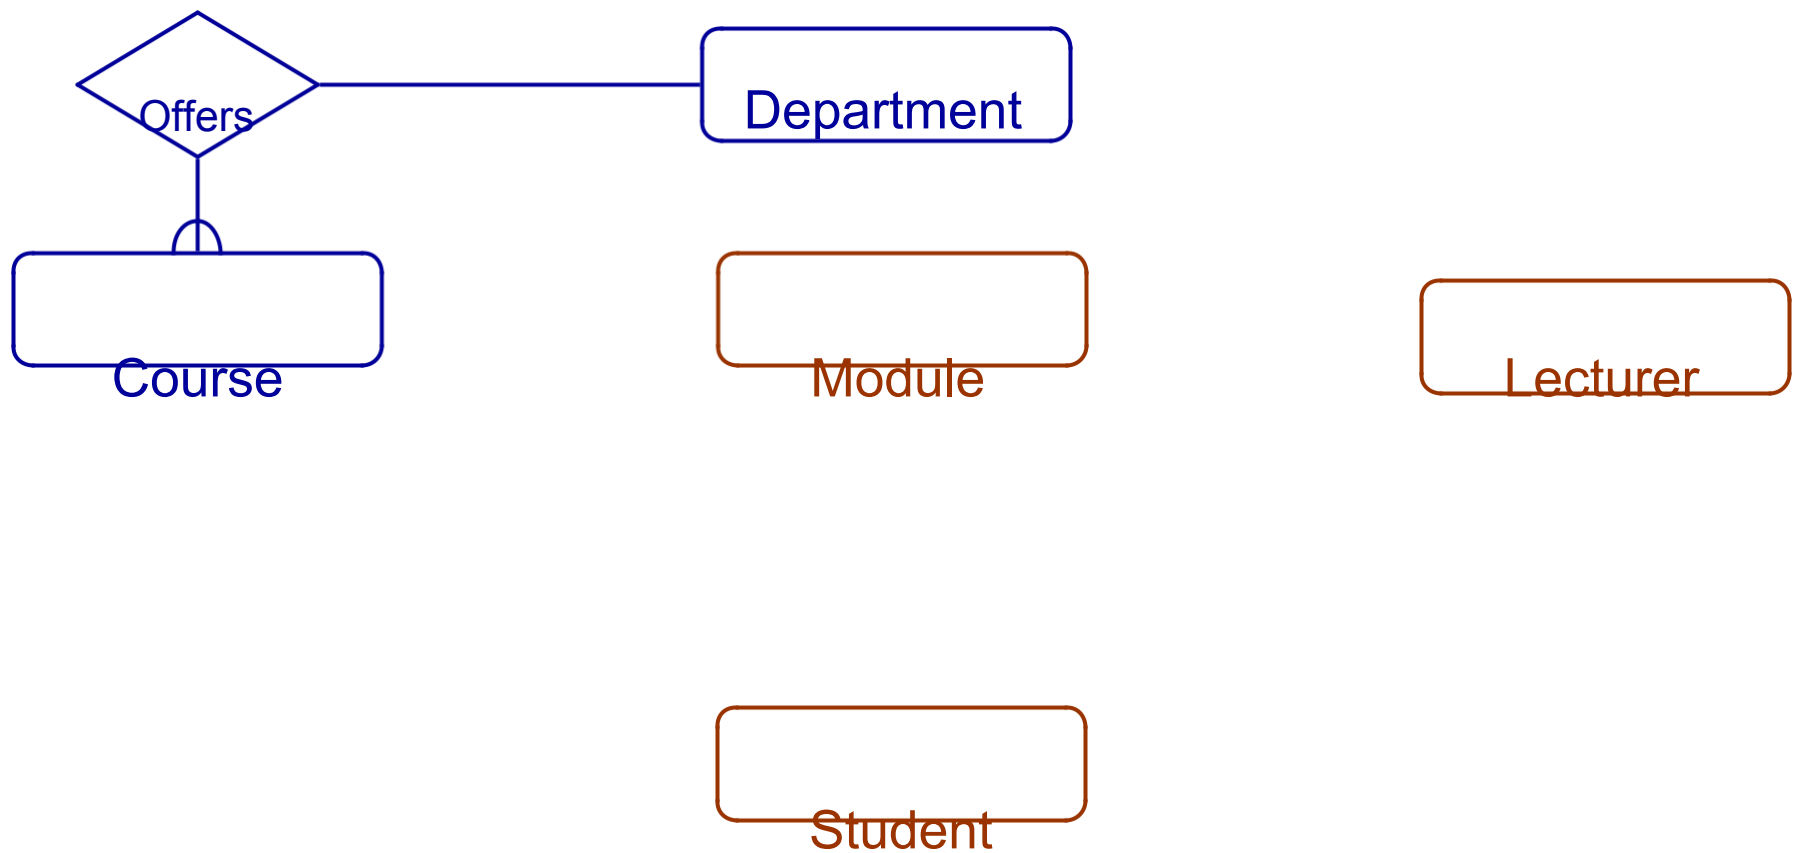 Offers
Department
Course
Module
Lecturer
Student